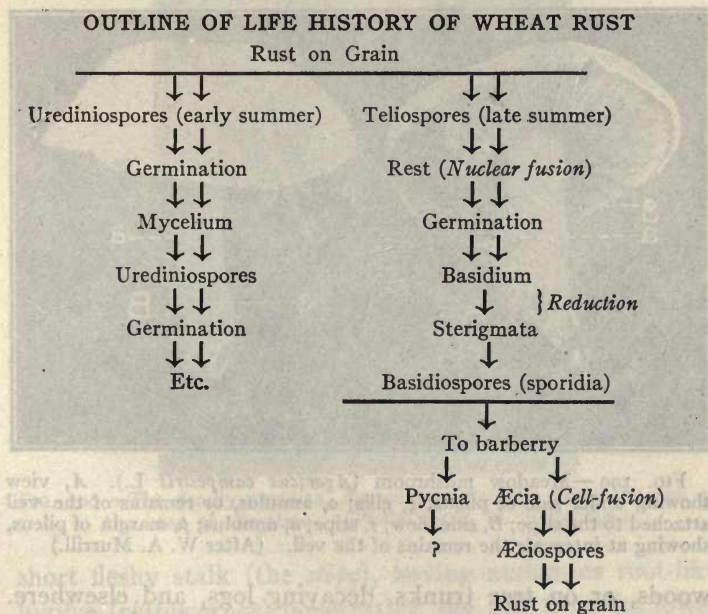 OUTLINE OF LIFE HISTORY OF WHEAT RUST
Rust on Grain
Urediniospores (early summer)
Germination
Mycelium
Urediniospores
Germination
Etc.
Teliospores (late summer)
Rest (Nuclear fusion)
Germination
Basidium
} Reduction
Sterigmata
Basidiospores (sporidia)
To barberry
Pycnia
?
Æcia (Cell-fusion)
Æciospores
Rust on grain